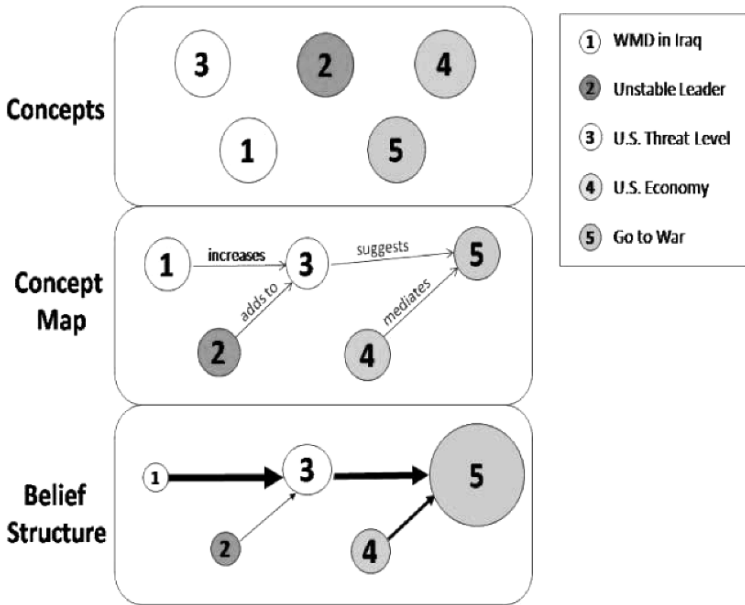 Concepts
3
2
4
1
5
Concept
Map
1
increases
3
suggests
5
2
adds to
4
mediates
Belief
Structure
1
3
5
2
4
1 WMD in Iraq
2 Unstable Leader
3 U.S. Threat Level
4 U.S. Economy
5 Go to War